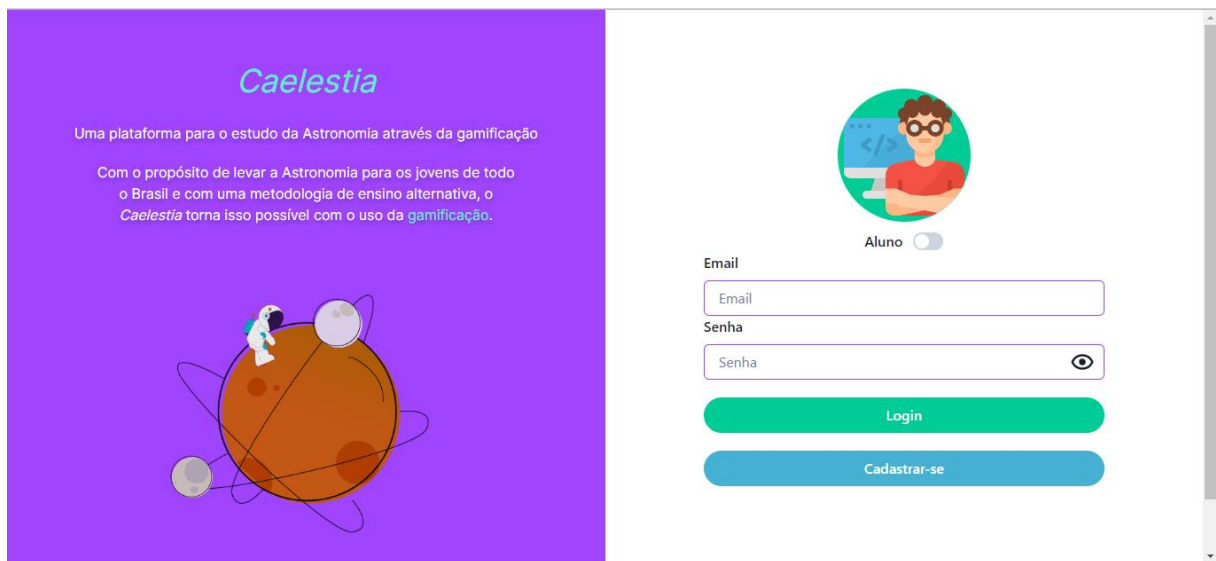 Caelestia
Uma plataforma para o estudo da Astronomia através da gamificação
Com o propósito de levar a Astronomia para os jovens de todo
o Brasil e com uma metodologia de ensino alternativa, o
Caelestia torna isso possível com o uso da gamificação.
</>
Aluno
Email
Email
Senha
Senha
Login
Cadastrar-se